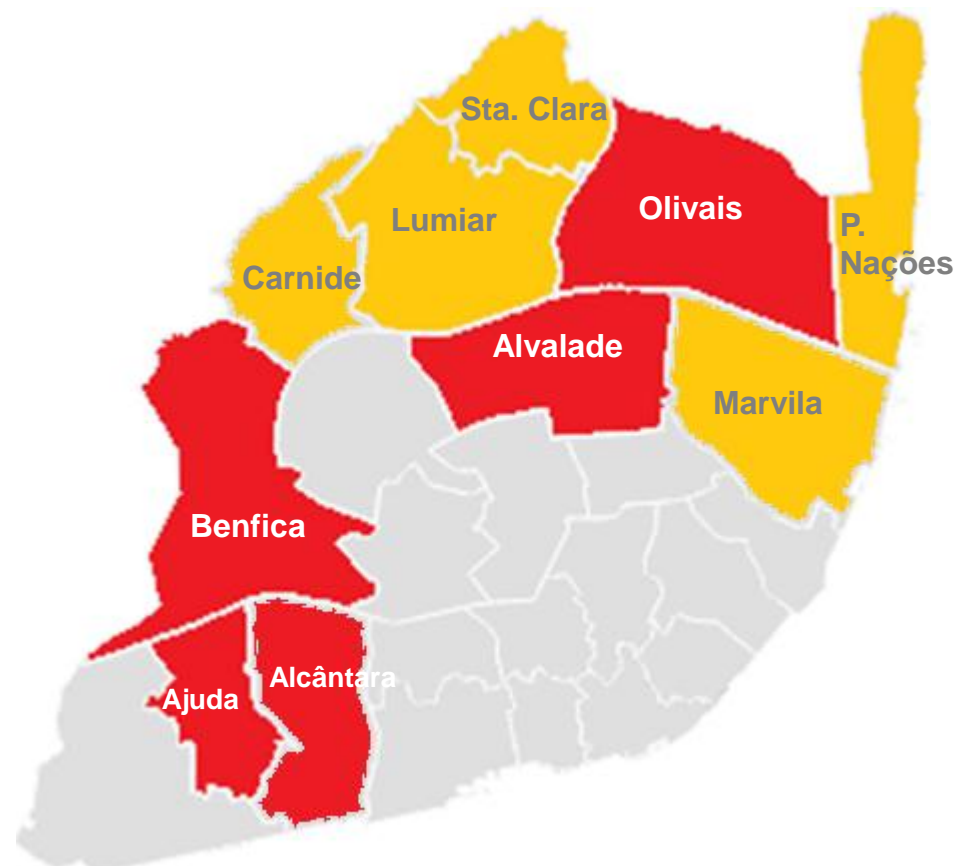 Sta. Clara
Olivais
Lumiar
P.
Nações
Carnide
Alvalade
Marvila
Benfica
Alcântara
Ajuda